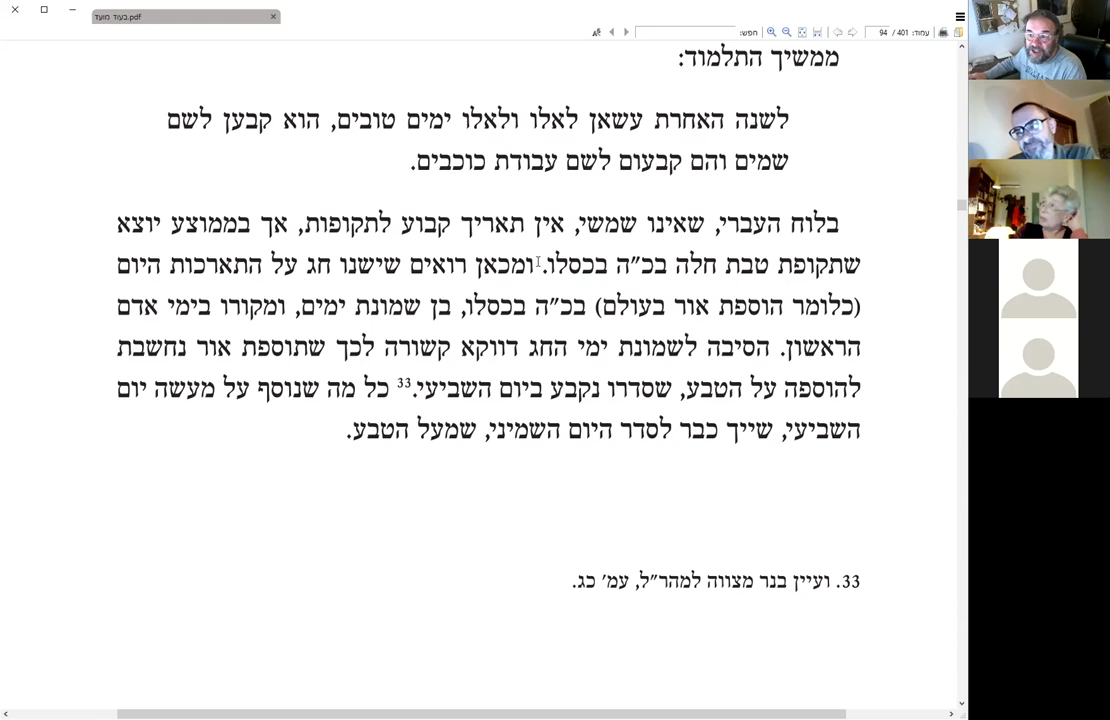 בעוד מועד.pdf
עמוד: 401 / 94
חפש:
ממשיך התלמוד:
לשנה האחרת עשאן לאלו ולאלו ימים טובים, הוא קבען לשם
שמים והם קבעום לשם עבודת כוכבים.
בלוח העברי, שאינו שמשי, אין תאריך קבוע לתקופות, אך בממוצע יוצא
שתקופת טבת חלה בכ"ה בכסלו. ומכאן רואים שישנו חג על התארכות היום
(כלומר הוספת אור בעולם) בכ"ה בכסלו, בן שמונת ימים, ומקורו בימי אדם
הראשון. הסיבה לשמונת ימי החג דווקא קשורה לכך שתוספת אור נחשבת
להוספה על הטבע, שסדרו נקבע ביום השביעי.33 כל מה שנוסף על מעשה יום
השביעי, שייך כבר לסדר היום השמיני, שמעל הטבע.
33. ועיין בנר מצווה למהר"ל, עמ' כג.